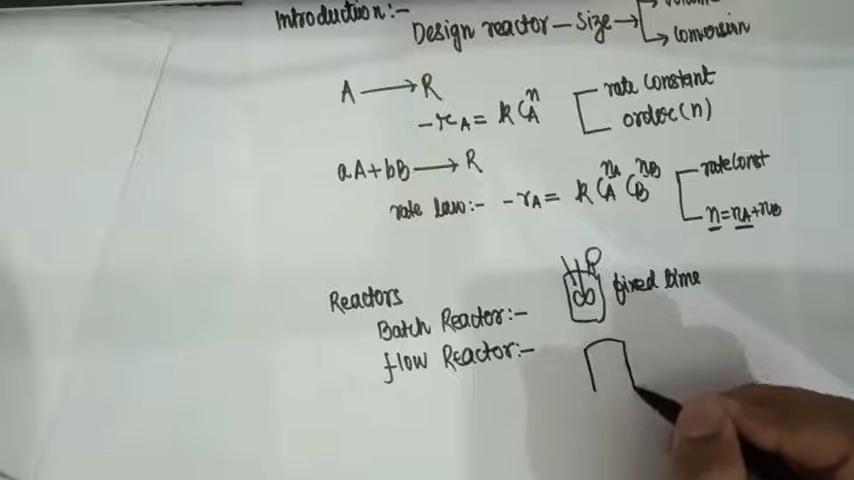 Introduction:-
Design reactor - size → volume
→ conversion
A → R
-rA = k CA^n
rate constant
order(n)
aA+bB → R
rate law:- -rA = k CA^nA CB^nB
rate const
n=nA+nB
Reactors
Batch Reactor:-
fixed time
flow Reactor:-